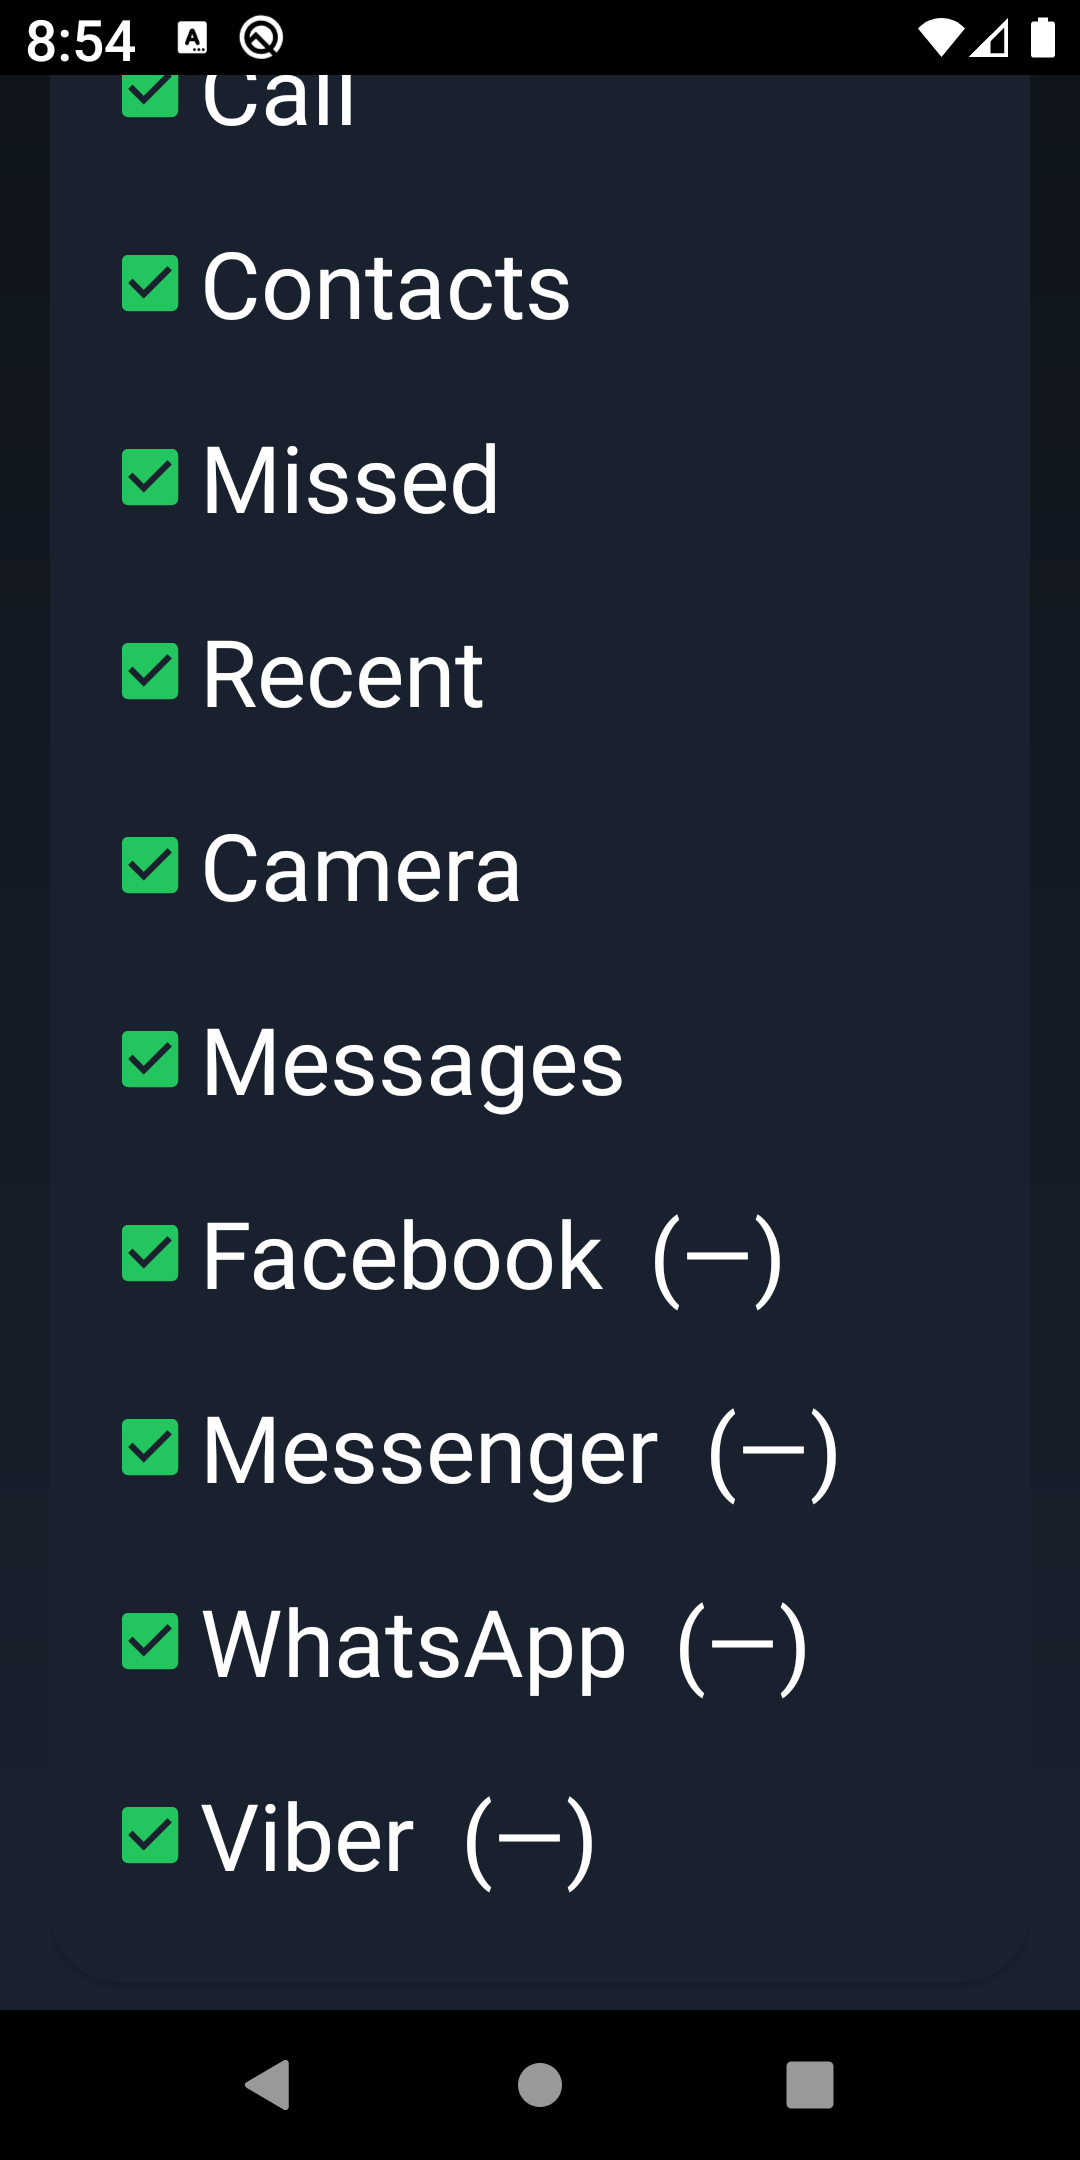 8:54
Call
Contacts
Missed
Recent
Camera
Messages
Facebook (—)
Messenger (—)
WhatsApp (—)
Viber (—)